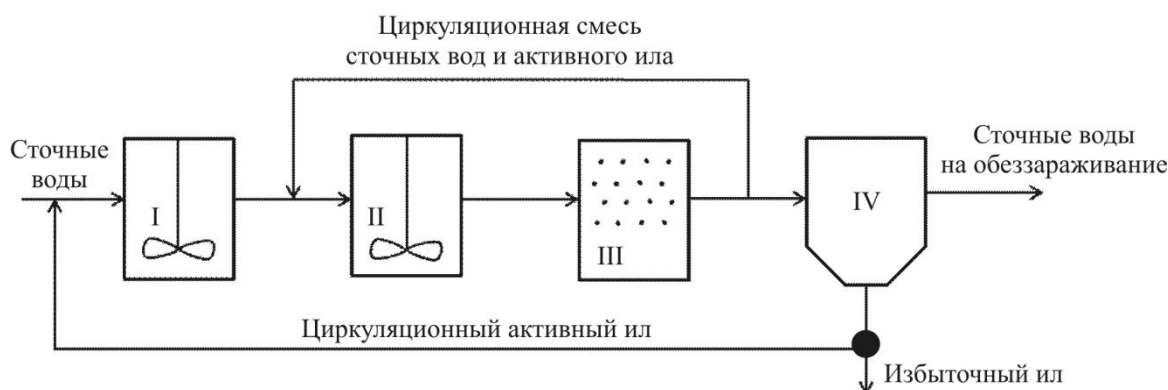 Циркуляционная смесь
сточных вод и активного ила
Сточные
воды
I
II
III
IV
Сточные воды
на обеззараживание
Циркуляционный активный ил
Избыточный ил